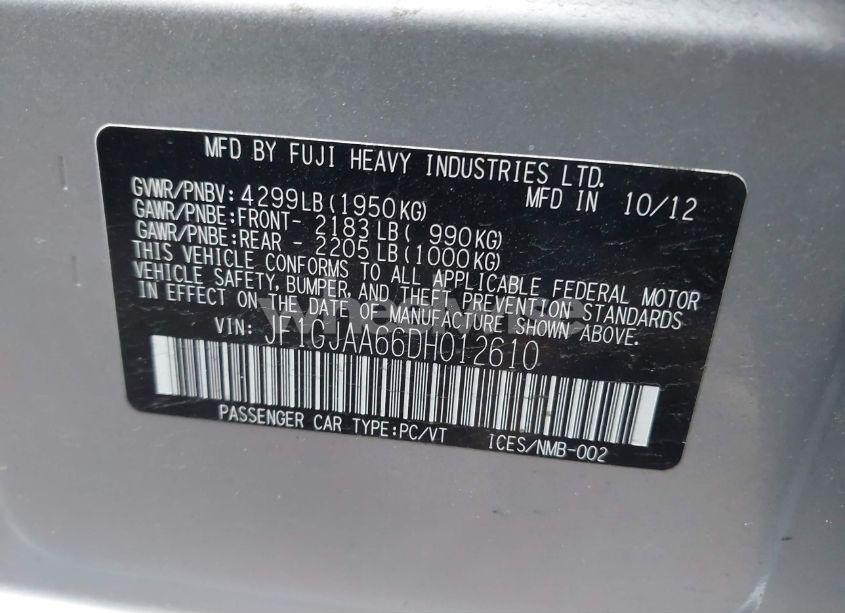 MFD BY FUJI HEAVY INDUSTRIES LTD.
GVWR/PNBV: 4299LB (1950KG) MFD IN 10/12
GAWR/PNBE:FRONT- 2183LB( 990KG)
GAWR/PNBE:REAR - 2205LB(1000KG)
THIS VEHICLE CONFORMS TO ALL APPLICABLE FEDERAL MOTOR
VEHICLE SAFETY, BUMPER, AND THEFT PREVENTION STANDARDS
IN EFFECT ON THE DATE OF MANUFACTURE SHOWN ABOVE.
VIN: JF1GJAA66DH012610
PASSENGER CAR TYPE:PC/VT ICES/NMB-002